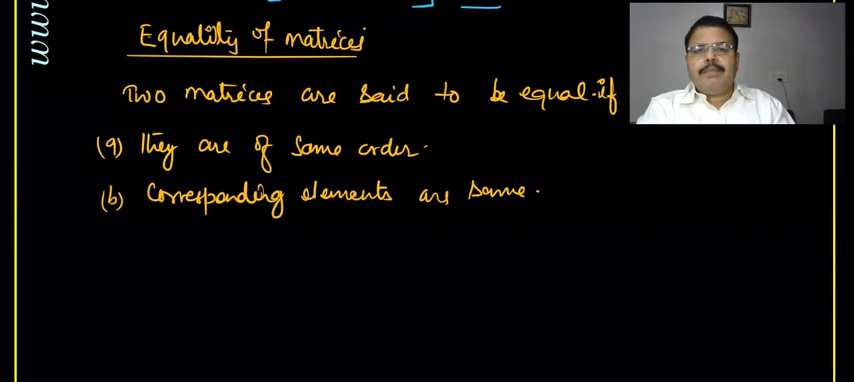 Equality of matrices
Two matrices are said to be equal if
(a) They are of same order.
(b) Corresponding elements are same.